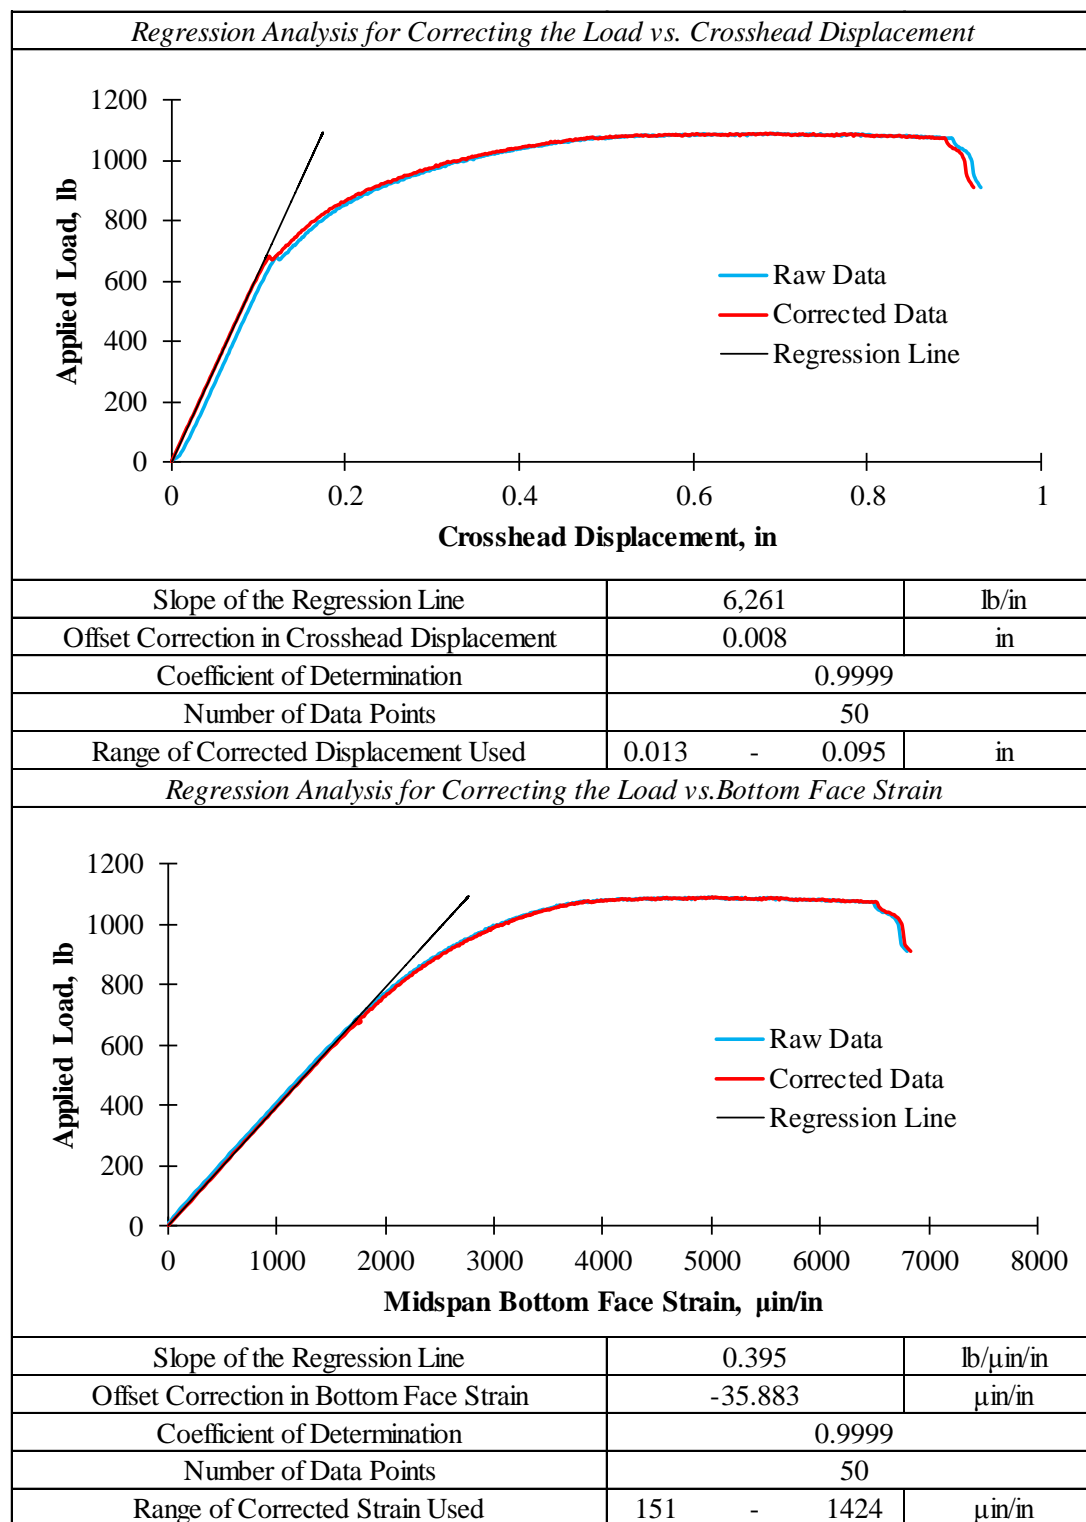 Regression Analysis for Correcting the Load vs. Crosshead Displacement
1200
1000
800
600
400
200
0
Applied Load, lb
Raw Data
Corrected Data
Regression Line
0 0.2 0.4 0.6 0.8 1
Crosshead Displacement, in
Slope of the Regression Line 6,261 lb/in
Offset Correction in Crosshead Displacement 0.008 in
Coefficient of Determination 0.9999
Number of Data Points 50
Range of Corrected Displacement Used 0.013 - 0.095 in
Regression Analysis for Correcting the Load vs.Bottom Face Strain
1200
1000
800
600
400
200
0
Applied Load, lb
Raw Data
Corrected Data
Regression Line
0 1000 2000 3000 4000 5000 6000 7000 8000
Midspan Bottom Face Strain, µin/in
Slope of the Regression Line 0.395 lb/µin/in
Offset Correction in Bottom Face Strain -35.883 µin/in
Coefficient of Determination 0.9999
Number of Data Points 50
Range of Corrected Strain Used 151 - 1424 µin/in